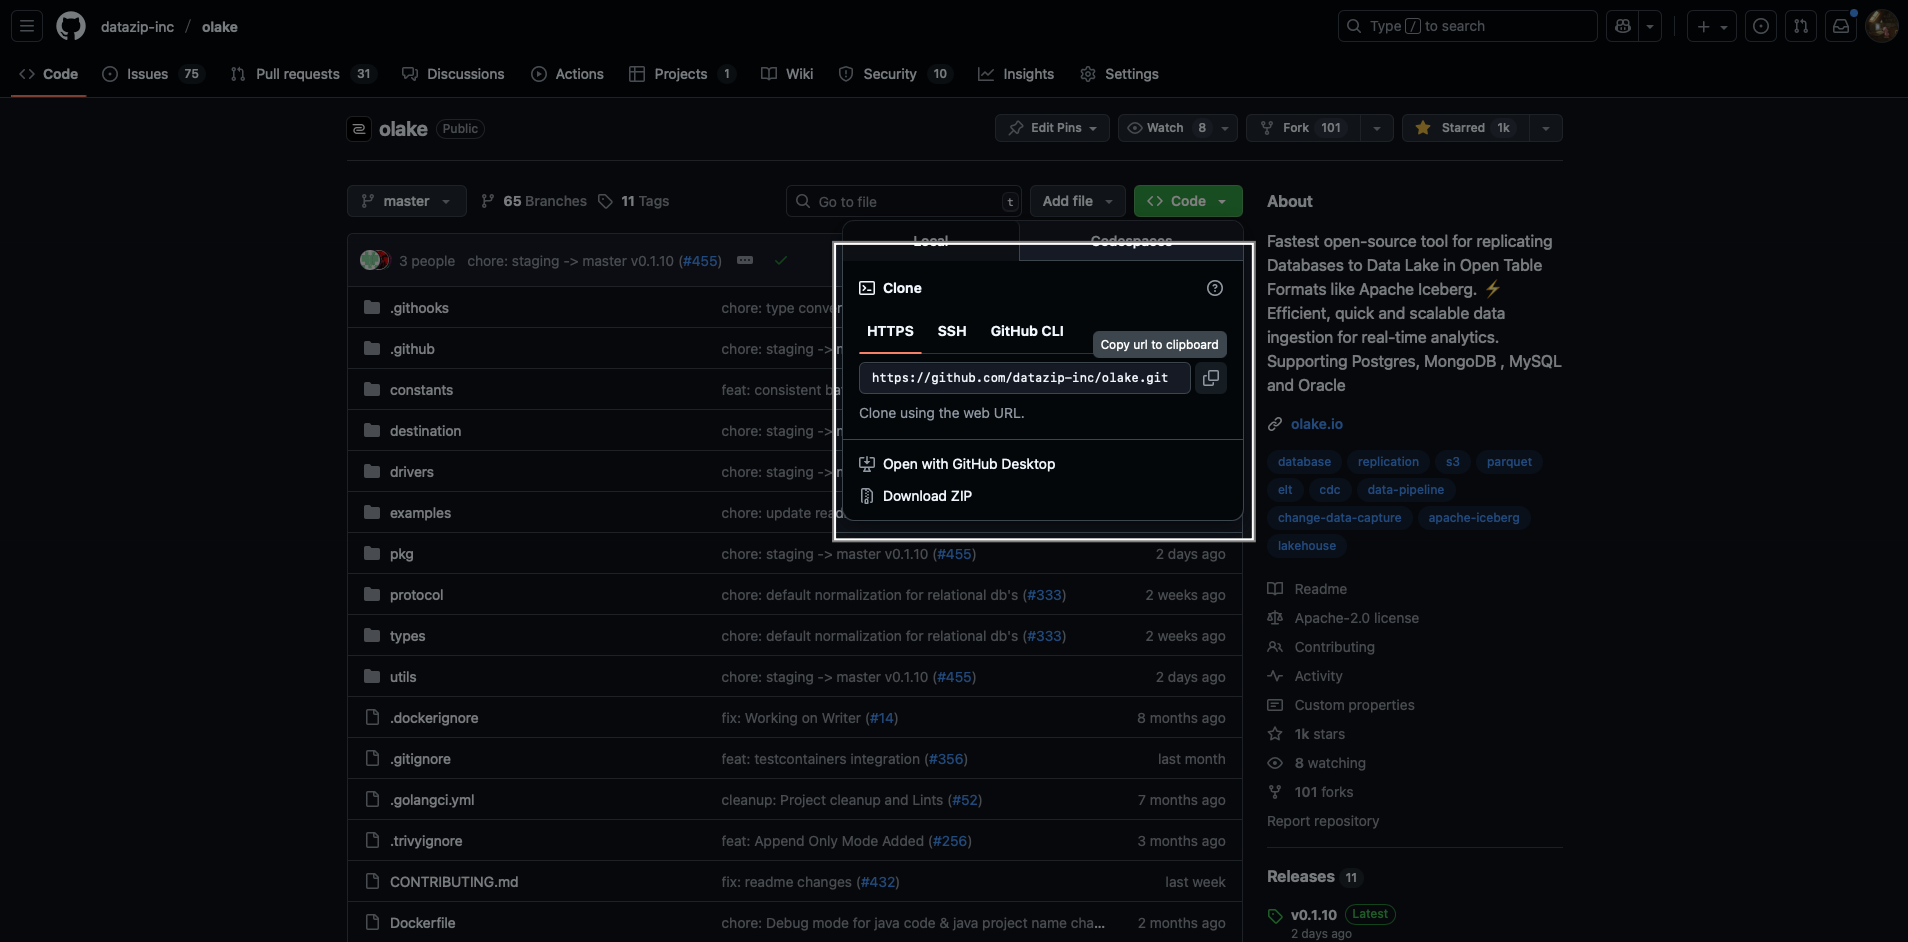 datazip-inc / olake
Type / to search
Code
Issues 75
Pull requests 31
Discussions
Actions
Projects 1
Wiki
Security 10
Insights
Settings
olake Public
Edit Pins
Watch 8
Fork 101
Starred 1k
master
65 Branches
11 Tags
Go to file t
Add file
Code
Local
Codespaces
Clone
HTTPS
SSH
GitHub CLI
Copy url to clipboard
https://github.com/datazip-inc/olake.git
Clone using the web URL.
Open with GitHub Desktop
Download ZIP
3 people chore: staging -> master v0.1.10 (#455)
.githooks chore: type conver
.github chore: staging ->
constants feat: consistent ba
destination chore: staging ->
drivers chore: staging ->
examples chore: update read
pkg chore: staging -> master v0.1.10 (#455) 2 days ago
protocol chore: default normalization for relational db's (#333) 2 weeks ago
types chore: default normalization for relational db's (#333) 2 weeks ago
utils chore: staging -> master v0.1.10 (#455) 2 days ago
.dockerignore fix: Working on Writer (#14) 8 months ago
.gitignore feat: testcontainers integration (#356) last month
.golangci.yml cleanup: Project cleanup and Lints (#52) 7 months ago
.trivyignore feat: Append Only Mode Added (#256) 3 months ago
CONTRIBUTING.md fix: readme changes (#432) last week
Dockerfile chore: Debug mode for java code & java project name cha... 2 months ago
About
Fastest open-source tool for replicating
Databases to Data Lake in Open Table
Formats like Apache Iceberg. ⚡
Efficient, quick and scalable data
ingestion for real-time analytics.
Supporting Postgres, MongoDB , MySQL
and Oracle
olake.io
database replication s3 parquet
elt cdc data-pipeline
change-data-capture apache-iceberg
lakehouse
Readme
Apache-2.0 license
Contributing
Activity
Custom properties
1k stars
8 watching
101 forks
Report repository
Releases 11
v0.1.10 Latest
2 days ago